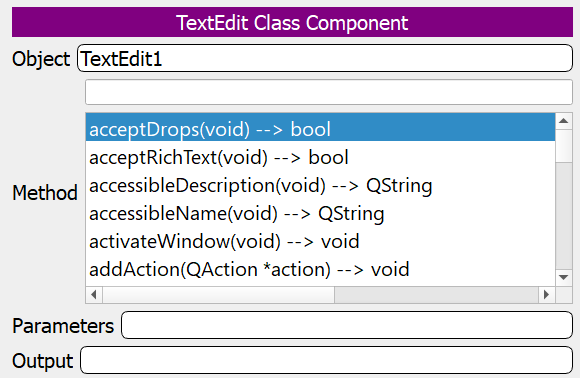 TextEdit Class Component
Object TextEdit1
acceptDrops(void) --> bool
acceptRichText(void) --> bool
accessibleDescription(void) --> QString
Method
accessibleName(void) --> QString
activateWindow(void) --> void
addAction(QAction *action) --> void
Parameters
Output